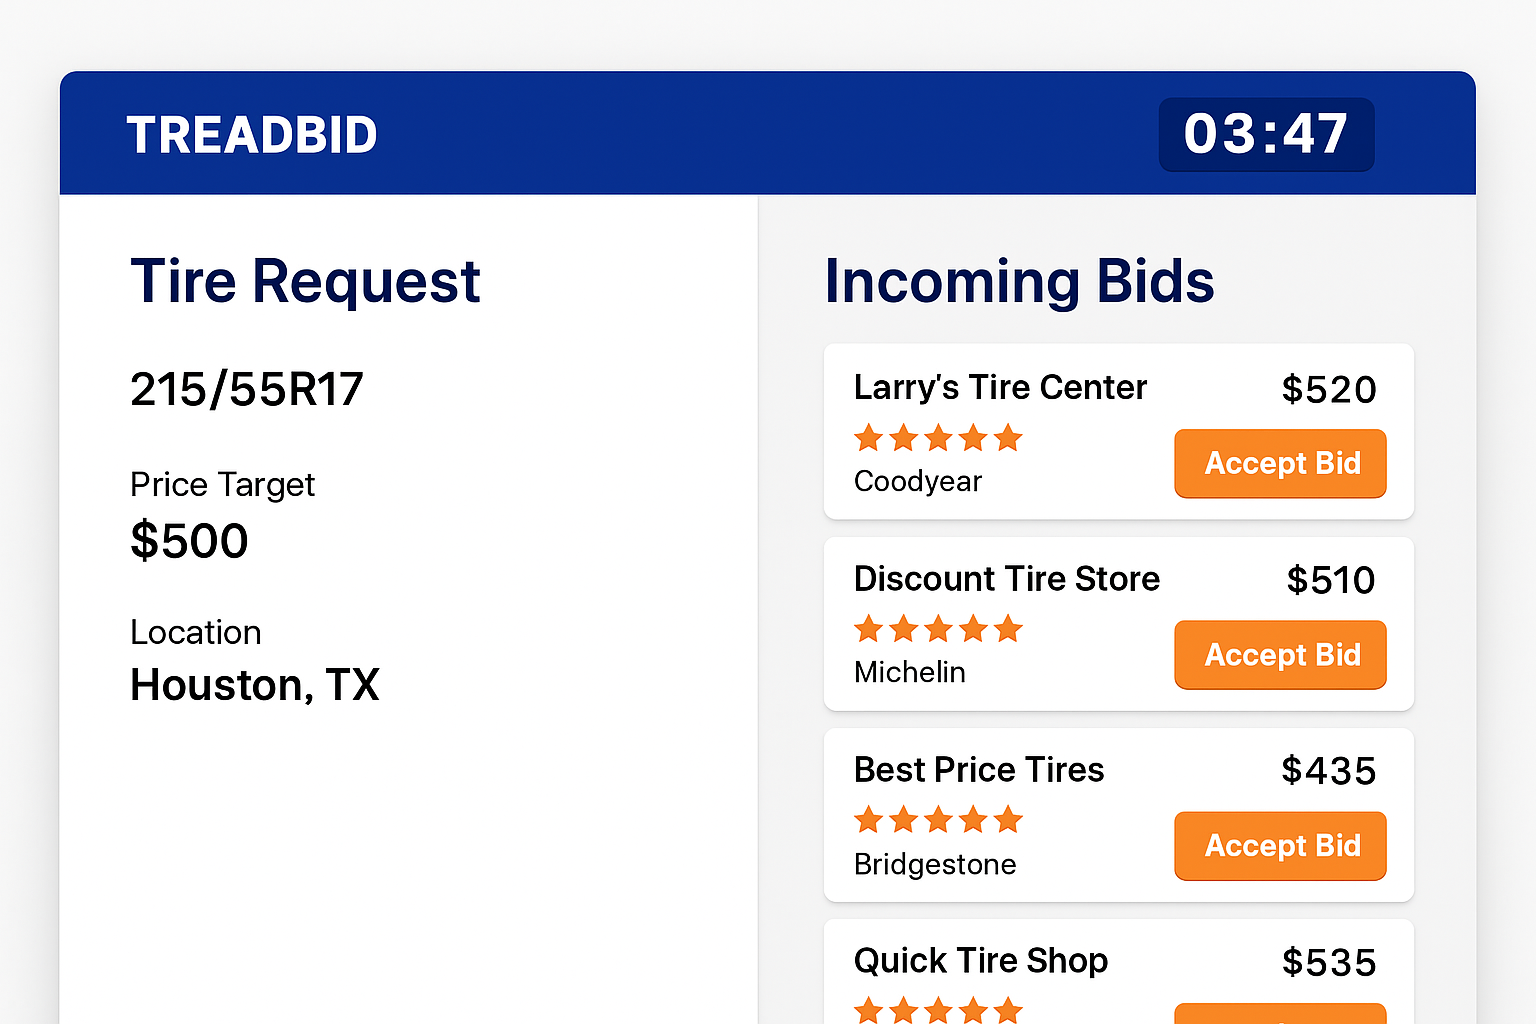 TREADBID
03:47
Tire Request
215/55R17
Price Target
$500
Location
Houston, TX
Incoming Bids
Larry's Tire Center
$520
Coodyear
Accept Bid
Discount Tire Store
$510
Michelin
Accept Bid
Best Price Tires
$435
Bridgestone
Accept Bid
Quick Tire Shop
$535